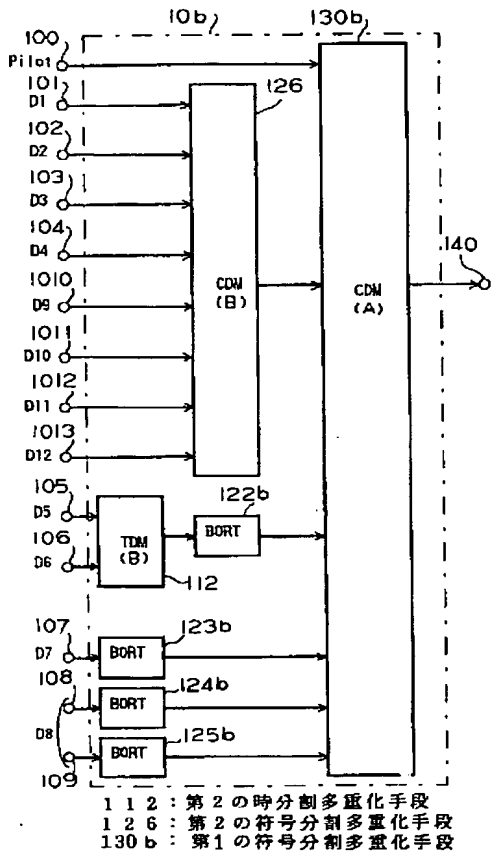 10b
130b
100
Pilot
101
D1
126
102
D2
103
D3
104
D4
140
CDM
(B)
CDM
(A)
1010
D9
1011
D10
1012
D11
1013
D12
105
D5
122b
TDM
(B)
BORT
106
D6
112
107
D7
123b
BORT
108
124b
BORT
D8
125b
BORT
109
112:第2の時分割多重化手段
126:第2の符号分割多重化手段
130b:第1の符号分割多重化手段